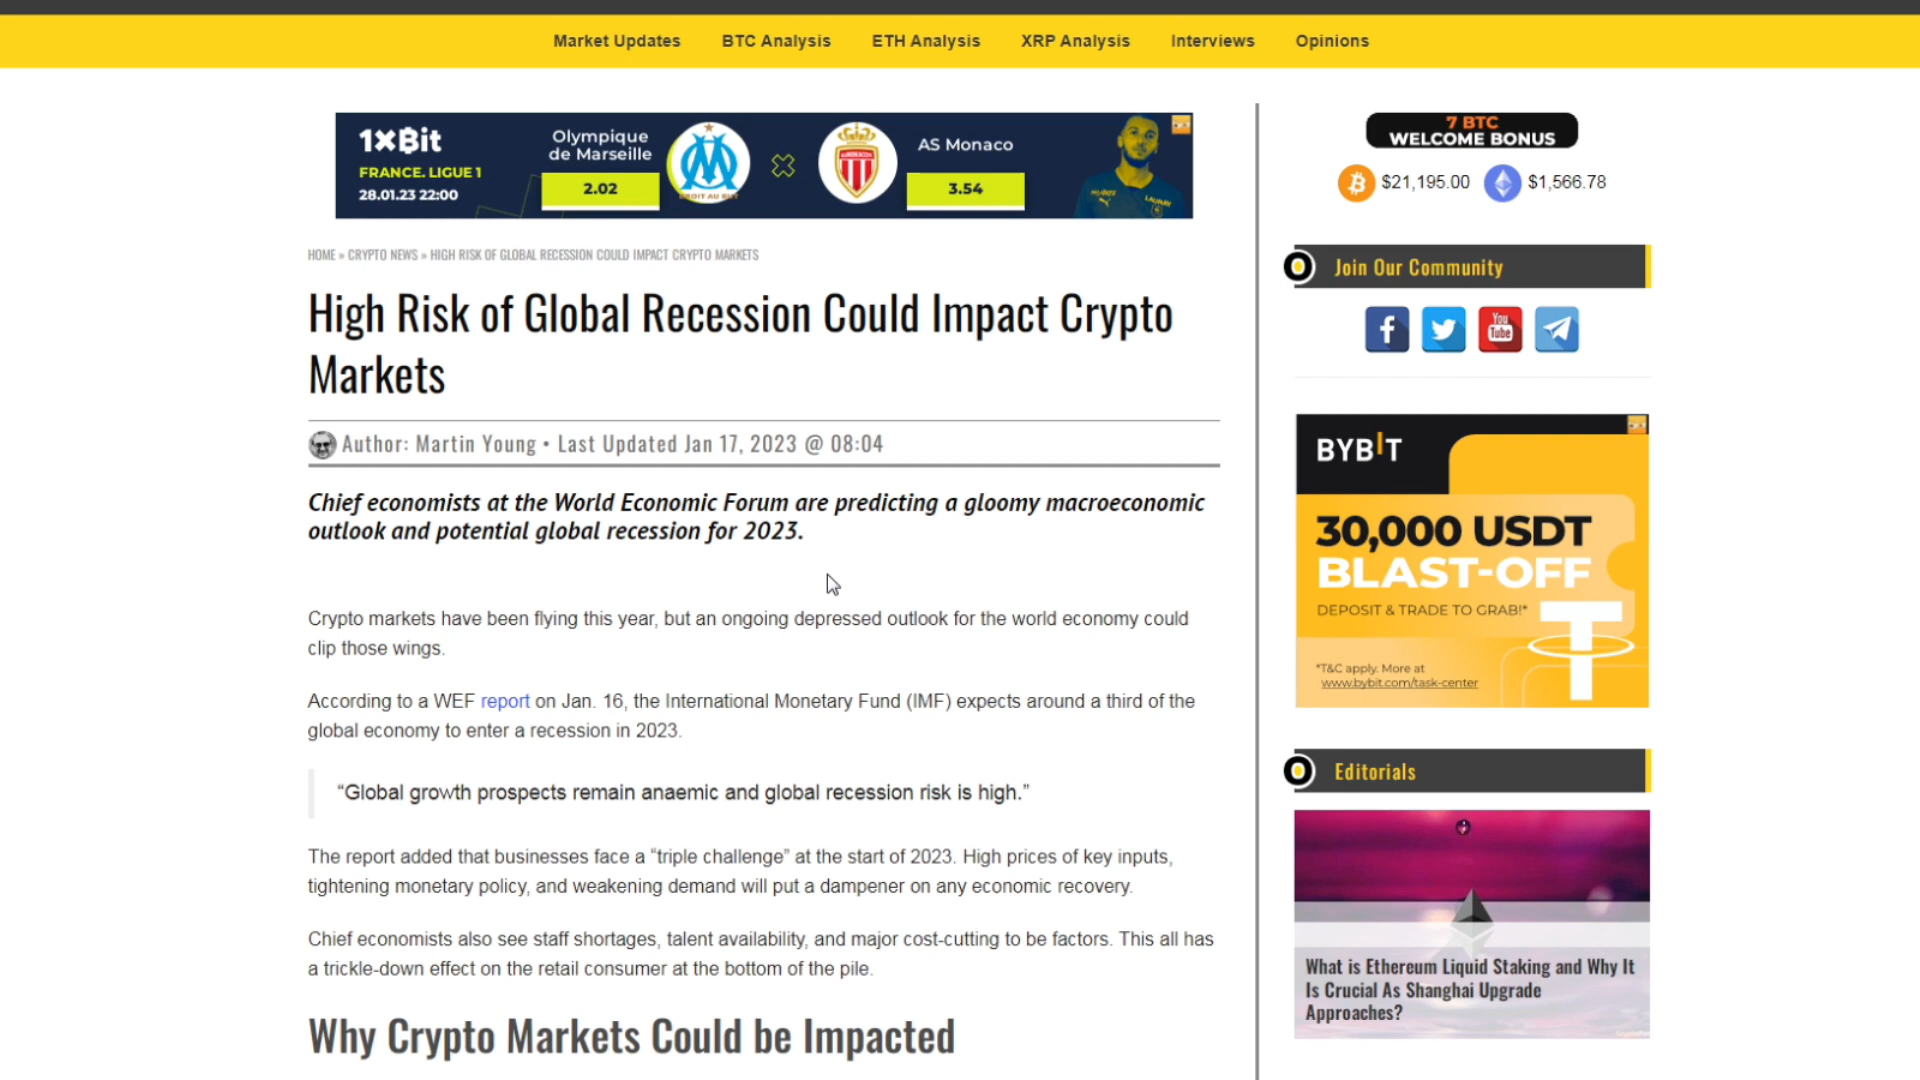 Market Updates
BTC Analysis
ETH Analysis
XRP Analysis
Interviews
Opinions
1×Bit
FRANCE. LIGUE 1
28.01.23 22:00
Olympique
de Marseille
2.02
AS Monaco
3.54
HOME » CRYPTO NEWS » HIGH RISK OF GLOBAL RECESSION COULD IMPACT CRYPTO MARKETS
High Risk of Global Recession Could Impact Crypto
Markets
Author: Martin Young • Last Updated Jan 17, 2023 @ 08:04
Chief economists at the World Economic Forum are predicting a gloomy macroeconomic
outlook and potential global recession for 2023.
Crypto markets have been flying this year, but an ongoing depressed outlook for the world economy could
clip those wings.
According to a WEF report on Jan. 16, the International Monetary Fund (IMF) expects around a third of the
global economy to enter a recession in 2023.
“Global growth prospects remain anaemic and global recession risk is high.”
The report added that businesses face a “triple challenge” at the start of 2023. High prices of key inputs,
tightening monetary policy, and weakening demand will put a dampener on any economic recovery.
Chief economists also see staff shortages, talent availability, and major cost-cutting to be factors. This all has
a trickle-down effect on the retail consumer at the bottom of the pile.
Why Crypto Markets Could be Impacted
7 BTC
WELCOME BONUS
$21,195.00
$1,566.78
Join Our Community
You
Tube
BYBIT
30,000 USDT
BLAST-OFF
DEPOSIT & TRADE TO GRAB!*
*T&C apply. More at
www.bybit.com/task-center
Editorials
What is Ethereum Liquid Staking and Why It
Is Crucial As Shanghai Upgrade
Approaches?